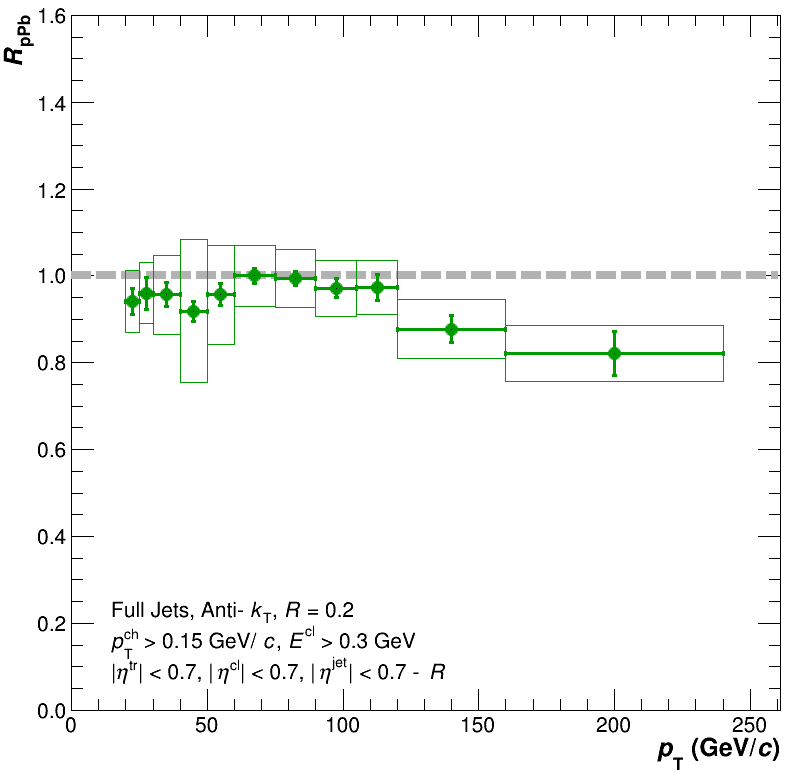 R_pPb
1.6
1.4
1.2
1.0
0.8
0.6
0.4
0.2
0.0
Full Jets, Anti- k_T, R = 0.2
p_T^ch > 0.15 GeV/ c, E^cl > 0.3 GeV
|η^tr| < 0.7, | η^cl| < 0.7, | η^jet| < 0.7 - R
0 50 100 150 200 250
p_T (GeV/c)